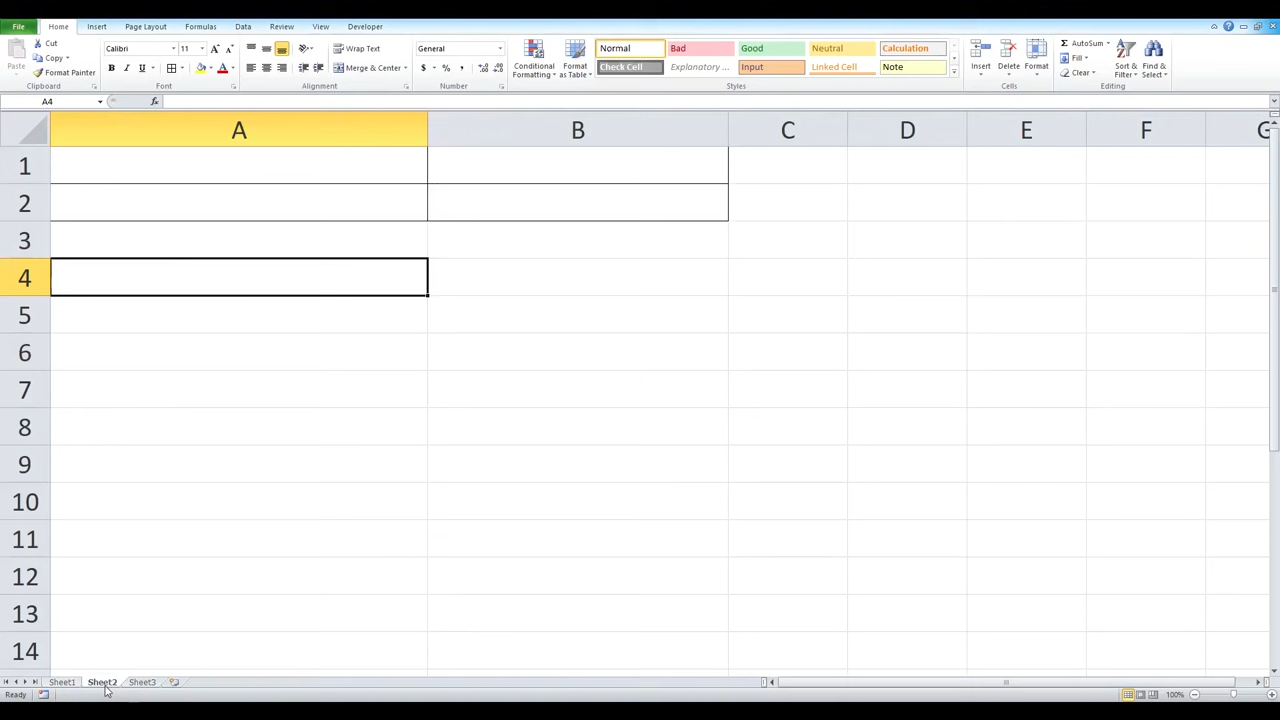 File Home Insert Page Layout Formulas Data Review View Developer
Paste
Cut
Copy
Format Painter
Clipboard
Calibri 11 A A
B I U A
Font
Wrap Text
Merge & Center
Alignment
General
$ % ,
Number
Conditional Formatting
Format as Table
Normal Bad Good Neutral Calculation
Check Cell Explanatory ... Input Linked Cell Note
Styles
Insert Delete Format
Cells
AutoSum
Fill
Clear
Sort & Filter
Find & Select
Editing
A4 fx
A B C D E F G
1
2
3
4
5
6
7
8
9
10
11
12
13
14
Sheet1 Sheet2 Sheet3
Ready 100%